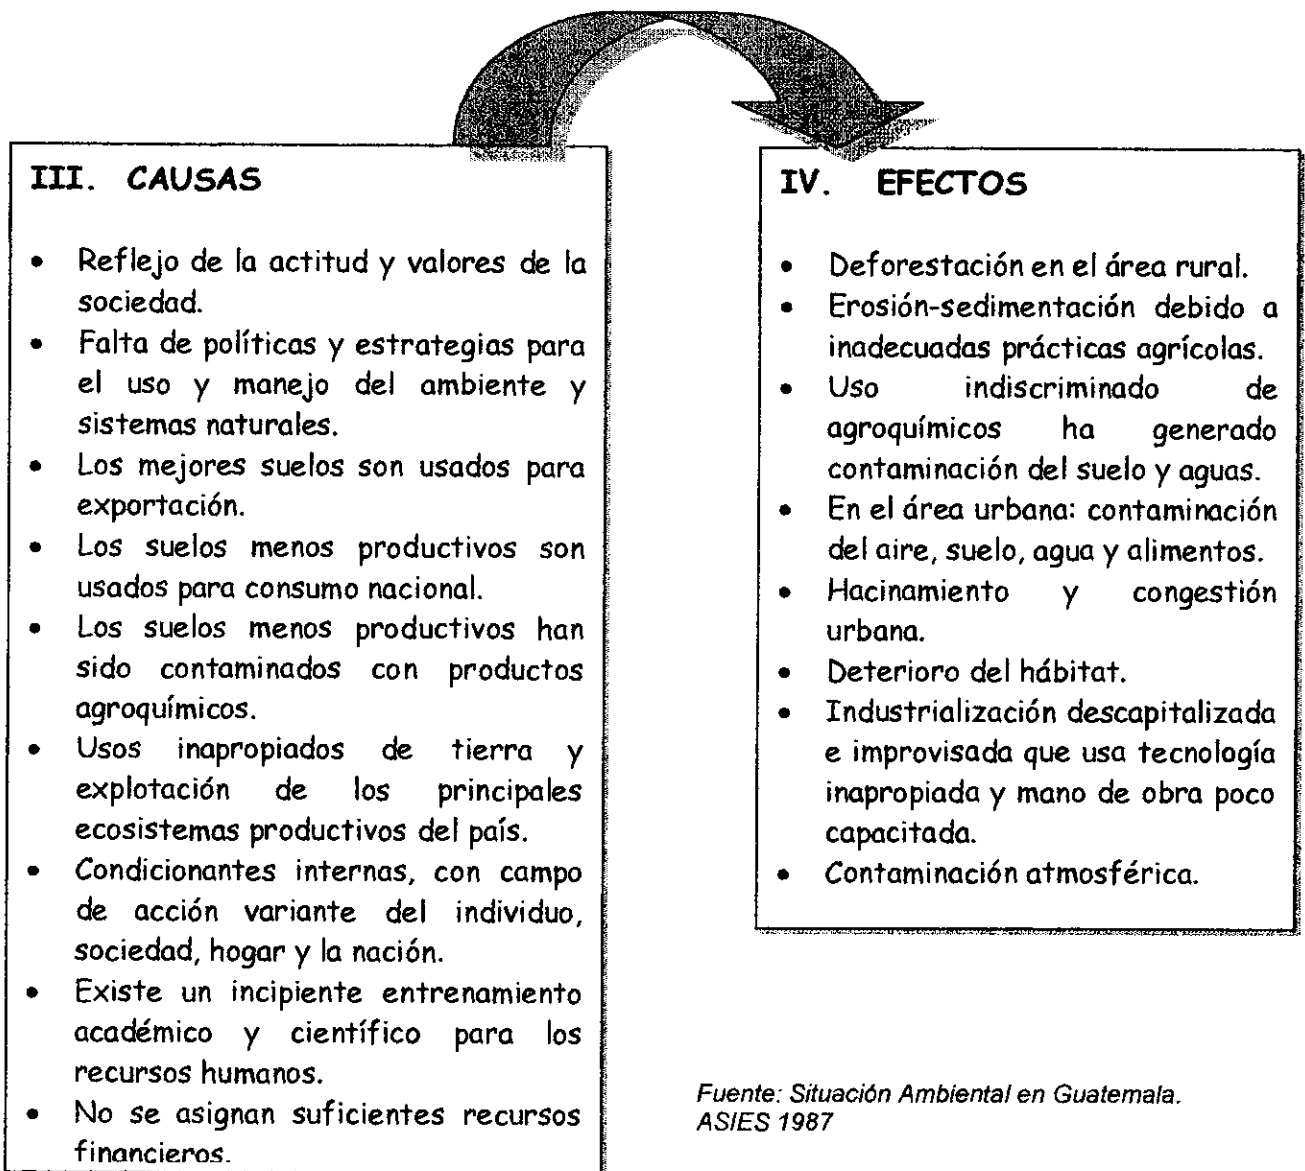 III. CAUSAS
• Reflejo de la actitud y valores de la
sociedad.
• Falta de políticas y estrategias para
el uso y manejo del ambiente y
sistemas naturales.
• Los mejores suelos son usados para
exportación.
• Los suelos menos productivos son
usados para consumo nacional.
• Los suelos menos productivos han
sido contaminados con productos
agroquímicos.
• Usos inapropiados de tierra y
explotación de los principales
ecosistemas productivos del país.
• Condicionantes internas, con campo
de acción variante del individuo,
sociedad, hogar y la nación.
• Existe un incipiente entrenamiento
académico y científico para los
recursos humanos.
• No se asignan suficientes recursos
financieros.
IV. EFECTOS
• Deforestación en el área rural.
• Erosión-sedimentación debido a
inadecuadas prácticas agrícolas.
• Uso indiscriminado de
agroquímicos ha generado
contaminación del suelo y aguas.
• En el área urbana: contaminación
del aire, suelo, agua y alimentos.
• Hacinamiento y congestión
urbana.
• Deterioro del hábitat.
• Industrialización descapitalizada
e improvisada que usa tecnología
inapropiada y mano de obra poco
capacitada.
• Contaminación atmosférica.
Fuente: Situación Ambiental en Guatemala.
ASIES 1987